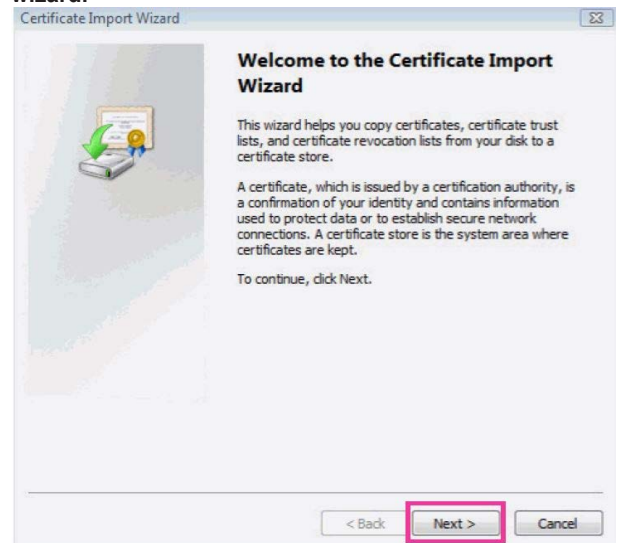 wizard.
Certificate Import Wizard
Welcome to the Certificate Import
Wizard
This wizard helps you copy certificates, certificate trust
lists, and certificate revocation lists from your disk to a
certificate store.
A certificate, which is issued by a certification authority, is
a confirmation of your identity and contains information
used to protect data or to establish secure network
connections. A certificate store is the system area where
certificates are kept.
To continue, click Next.
< Back Next > Cancel